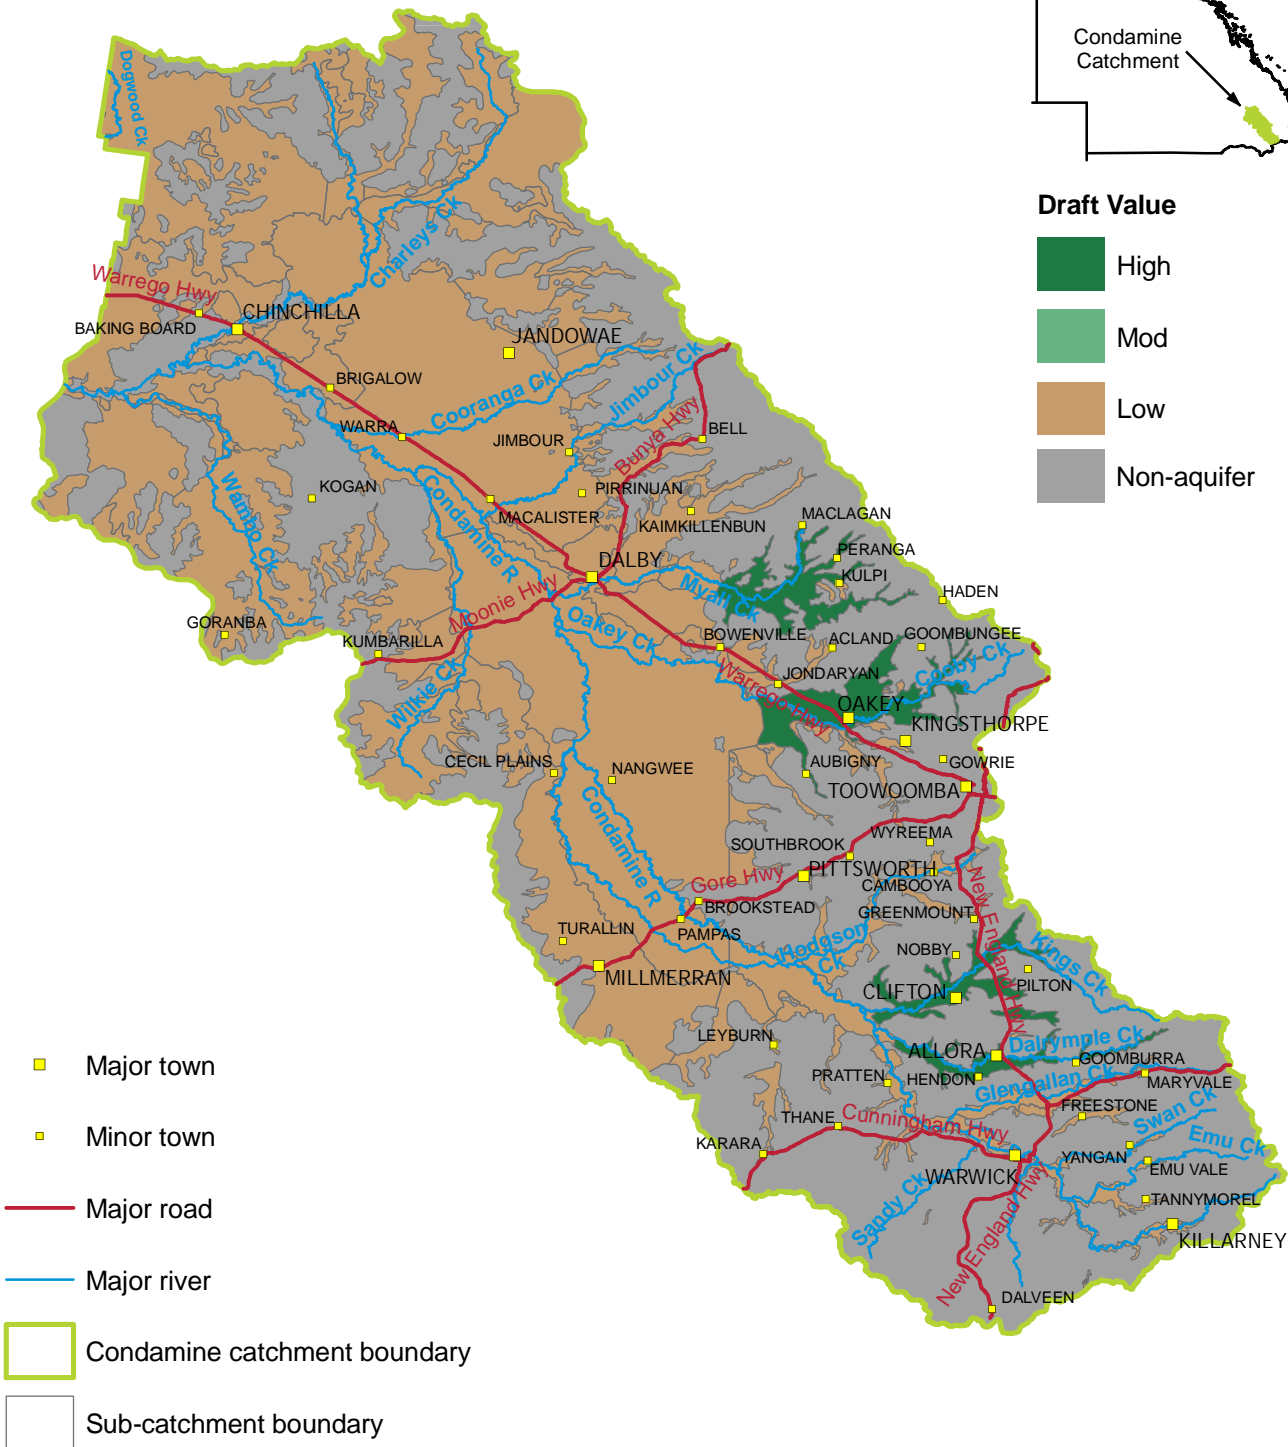 Condamine
Catchment
Draft Value
High
Mod
Low
Non-aquifer
Dogwood Ck
Charleys Ck
Warrego Hwy
CHINCHILLA
BAKING BOARD
JANDOWAE
BRIGALOW
Cooranga Ck
Jimbour Ck
WARRA
JIMBOUR
Bunya Hwy
BELL
KOGAN
Wambo Ck
Condamine R
PIRRINUAN
MACALISTER
KAIMKILLENBUN
MACLAGAN
PERANGA
DALBY
KULPI
Myall Ck
HADEN
Moonie Hwy
GORANBA
KUMBARILLA
Oakey Ck
BOWENVILLE
ACLAND
GOOMBUNGEE
Cooby Ck
JONDARYAN
Warrego Hwy
Wilkie Ck
OAKEY
KINGSTHORPE
CECIL PLAINS
NANGWEE
AUBIGNY
GOWRIE
TOOWOOMBA
Condamine R
WYREEMA
SOUTHBROOK
PITTSWORTH
Gore Hwy
CAMBOOYA
New England Hwy
BROOKSTEAD
GREENMOUNT
TURALLIN
PAMPAS
Hodgson
Ck
NOBBY
Kings Ck
MILLMERRAN
PILTON
CLIFTON
LEYBURN
Dalrymple Ck
ALLORA
GOOMBURRA
PRATTEN
HENDON
Glengallan Ck
MARYVALE
THANE
Cunningham Hwy
FREESTONE
Swan Ck
Emu Ck
KARARA
YANGAN
EMU VALE
WARWICK
Sandy Ck
New England Hwy
TANNYMOREL
KILLARNEY
DALVEEN
Major town
Minor town
Major road
Major river
Condamine catchment boundary
Sub-catchment boundary